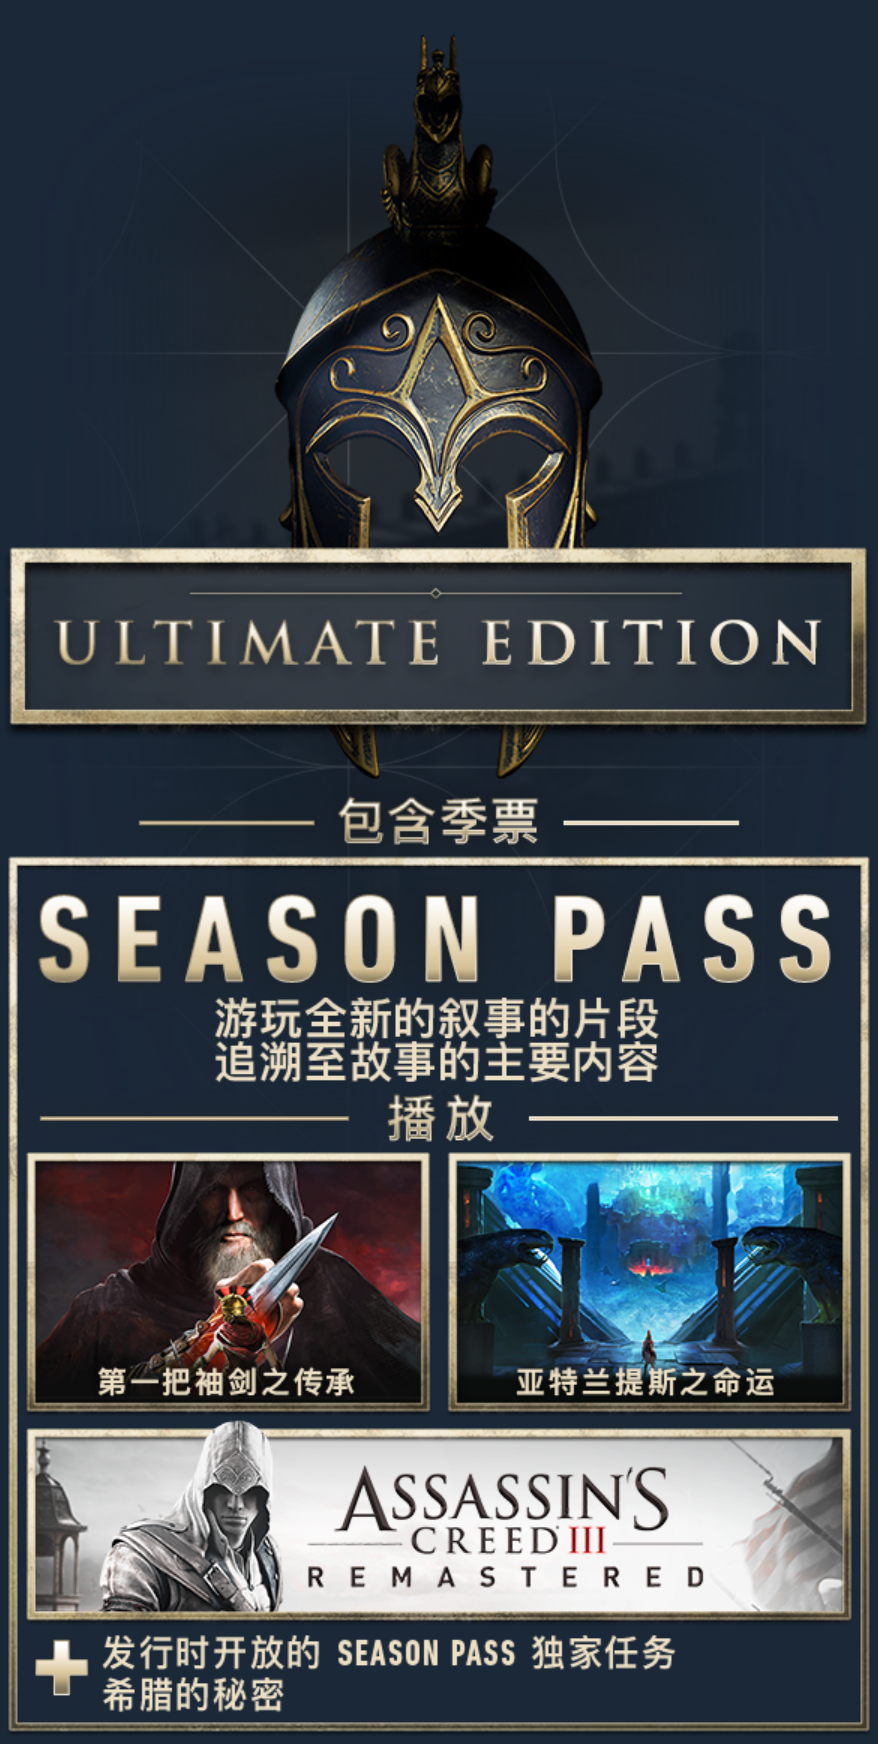 ULTIMATE EDITION
包含季票
SEASON PASS
游玩全新的叙事的片段
追溯至故事的主要内容
播放
第一把袖剑之传承
亚特兰提斯之命运
ASSASSIN'S
CREED III
REMASTERED
发行时开放的 SEASON PASS 独家任务
希腊的秘密